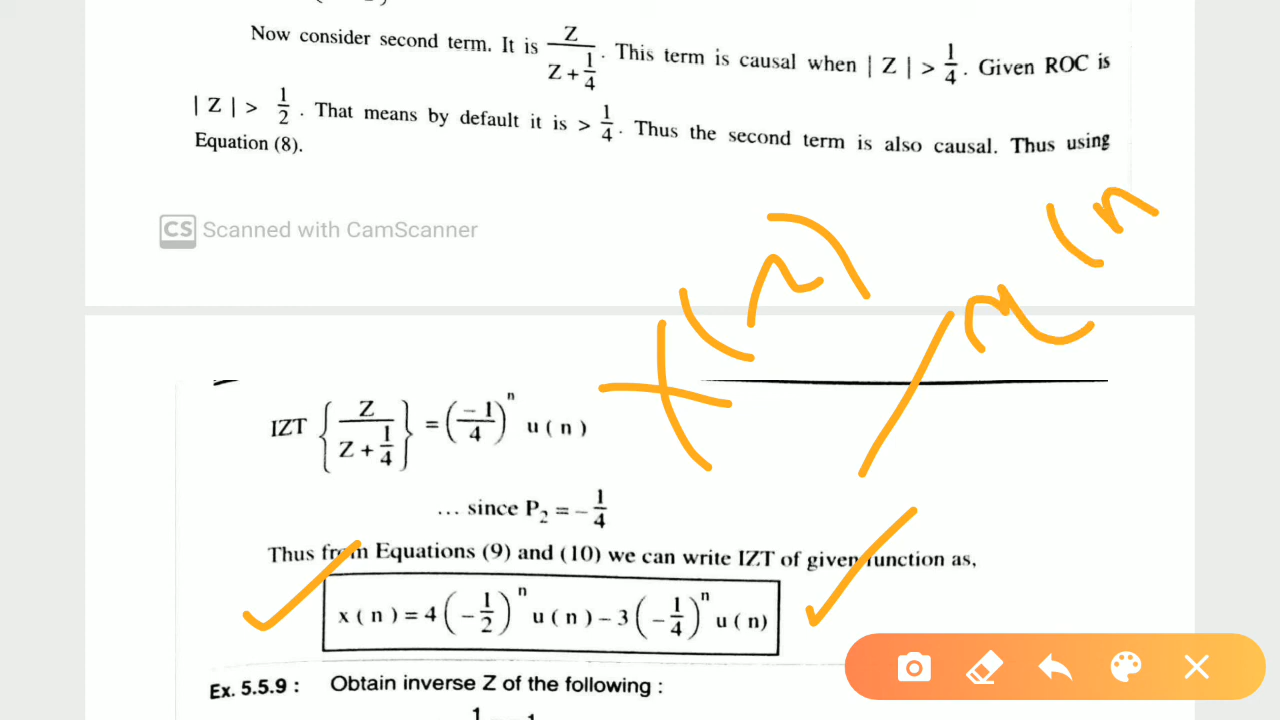 Now consider second term. It is Z / (Z + 1/4). This term is causal when | Z | > 1/4. Given ROC is
| Z | > 1/2. That means by default it is > 1/4. Thus the second term is also causal. Thus using
Equation (8).
CS Scanned with CamScanner
X(z)
x(n
IZT { Z / (Z + 1/4) } = (-1/4)^n u ( n )
... since P₂ = - 1/4
Thus from Equations (9) and (10) we can write IZT of given function as,
x ( n ) = 4 (- 1/2)^n u ( n ) - 3 (- 1/4)^n u ( n )
Ex. 5.5.9 : Obtain inverse Z of the following :